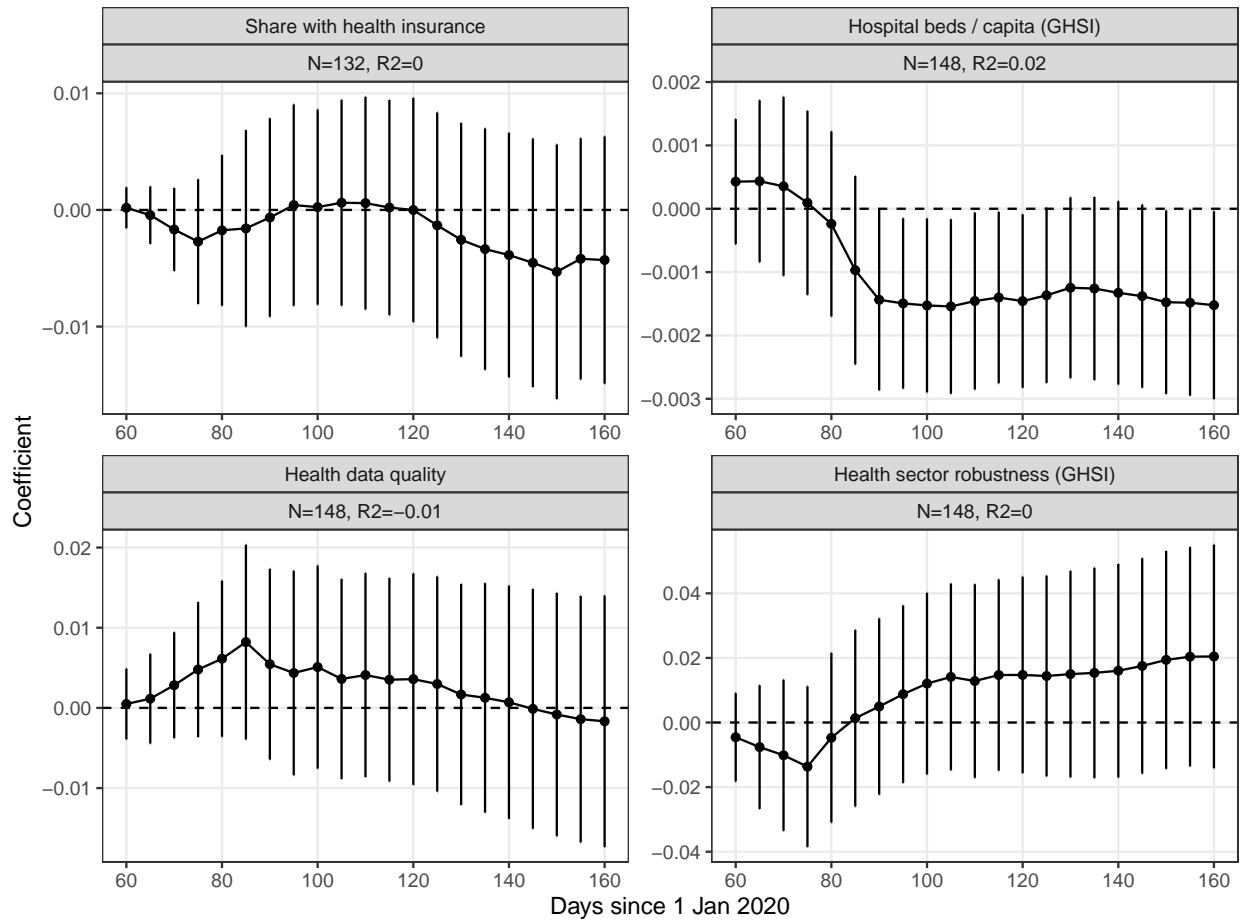 Share with health insurance
N=132, R2=0
0.01
0.00
−0.01
60 80 100 120 140 160
Hospital beds / capita (GHSI)
N=148, R2=0.02
0.002
0.001
0.000
−0.001
−0.002
−0.003
60 80 100 120 140 160
Health data quality
N=148, R2=−0.01
0.02
0.01
0.00
−0.01
60 80 100 120 140 160
Health sector robustness (GHSI)
N=148, R2=0
0.04
0.02
0.00
−0.02
−0.04
60 80 100 120 140 160
Coefficient
Days since 1 Jan 2020